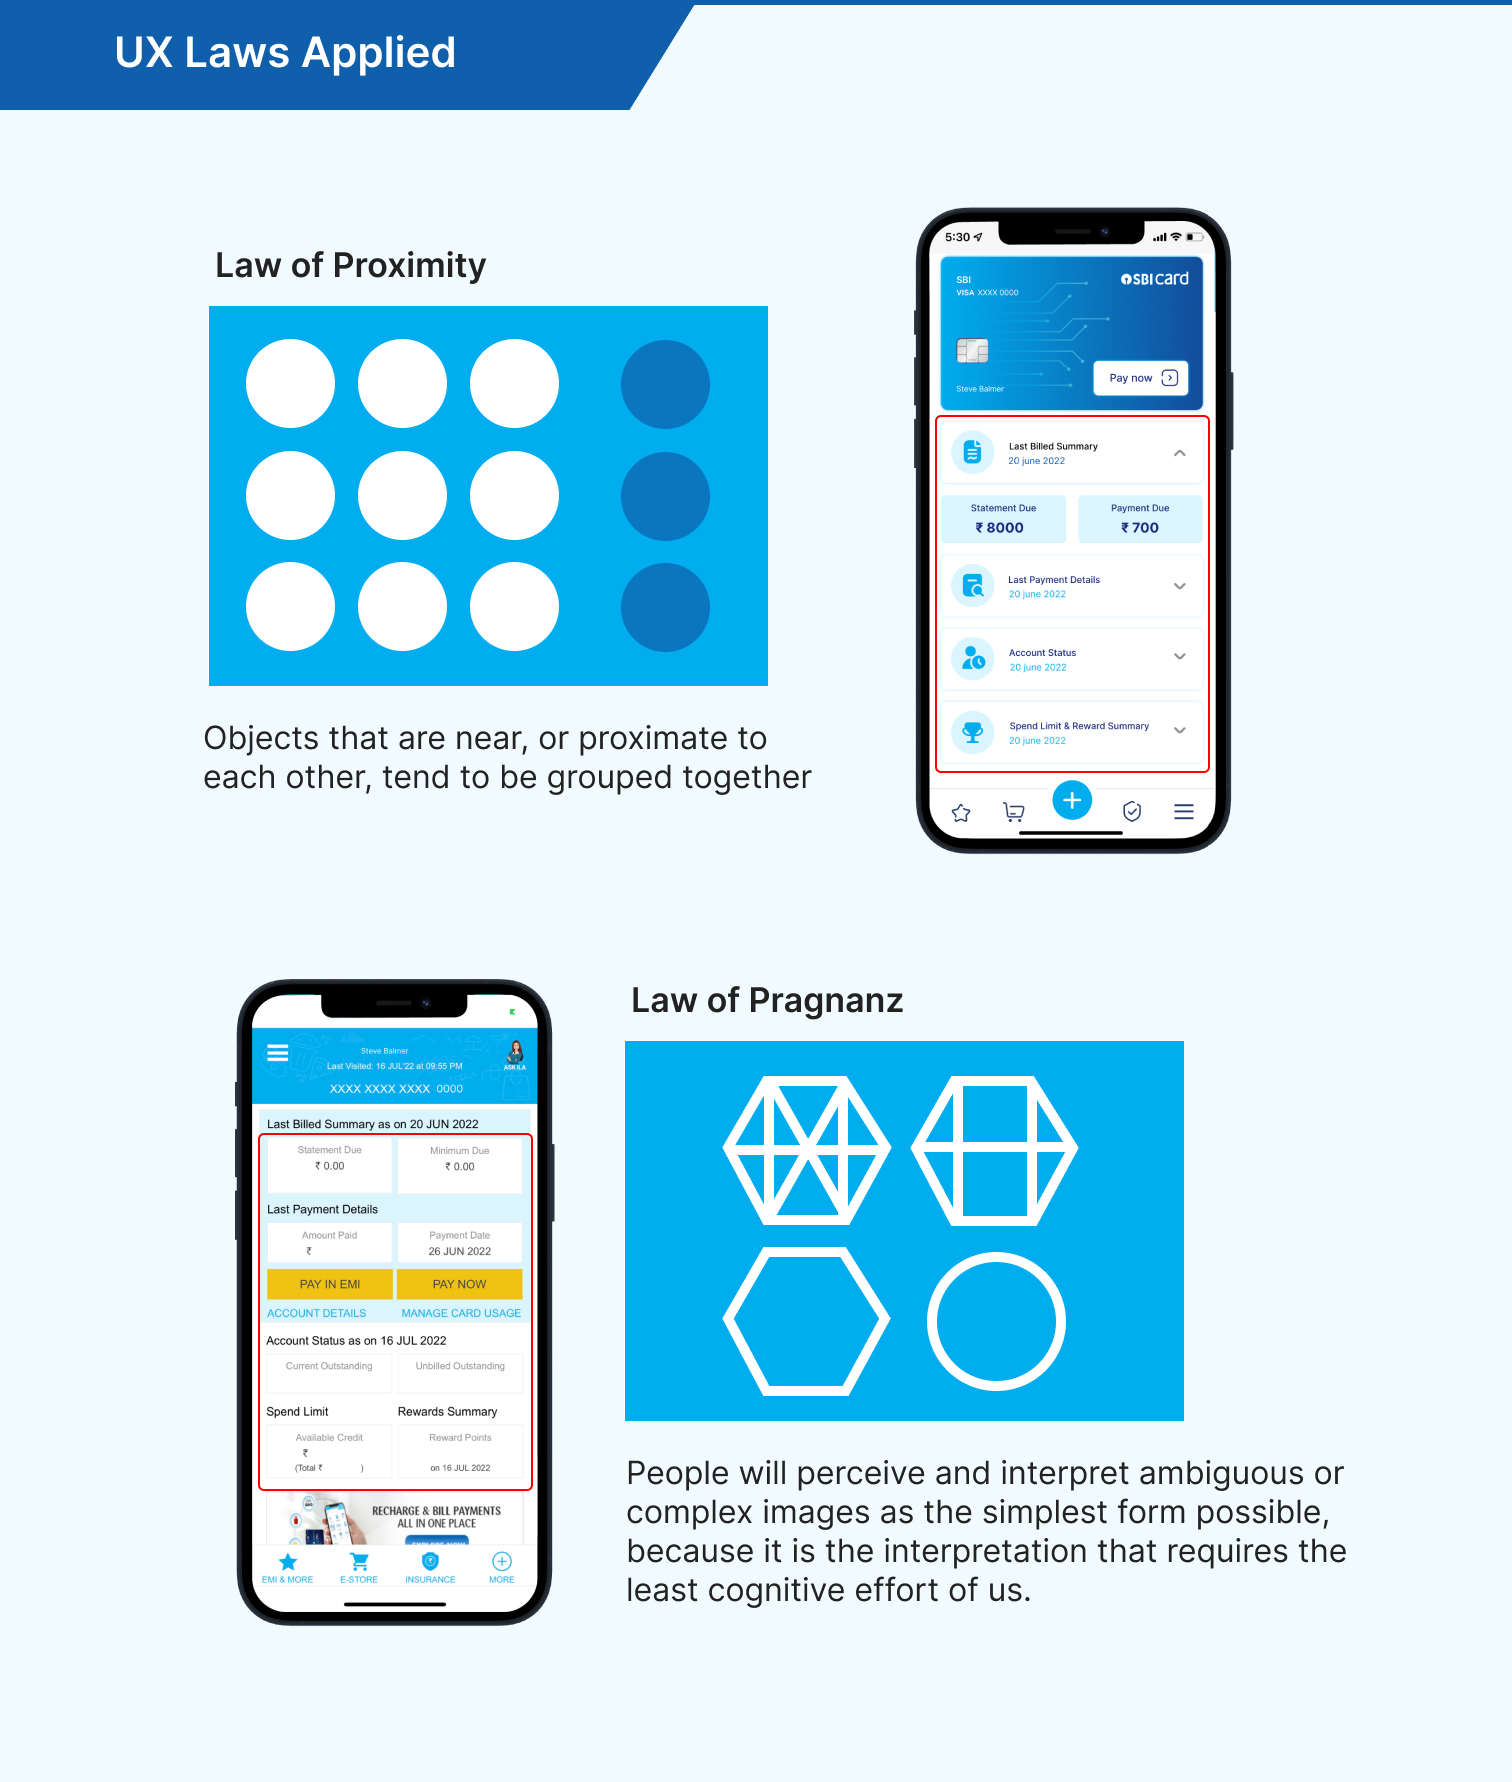 UX Laws Applied
Law of Proximity
Objects that are near, or proximate to
each other, tend to be grouped together
5:30
SBI
VISA XXXX 0000
SBI card
Pay now
Steve Balmer
Last Billed Summary
20 june 2022
Statement Due
₹ 8000
Payment Due
₹ 700
Last Payment Details
20 june 2022
Account Status
20 june 2022
Spend Limit & Reward Summary
20 june 2022
Steve Balmer
Last Visited: 16 JUL'22 at 09:55 PM
XXXX XXXX XXXX 0000
ASK ILA
Last Billed Summary as on 20 JUN 2022
Statement Due
₹ 0.00
Minimum Due
₹ 0.00
Last Payment Details
Amount Paid
₹
Payment Date
26 JUN 2022
PAY IN EMI
PAY NOW
ACCOUNT DETAILS
MANAGE CARD USAGE
Account Status as on 16 JUL 2022
Current Outstanding
Unbilled Outstanding
Spend Limit
Rewards Summary
Available Credit
₹
(Total ₹ )
Reward Points
on 16 JUL 2022
RECHARGE & BILL PAYMENTS
ALL IN ONE PLACE
EXPLORE NOW
EMI & MORE
E-STORE
INSURANCE
MORE
Law of Pragnanz
People will perceive and interpret ambiguous or
complex images as the simplest form possible,
because it is the interpretation that requires the
least cognitive effort of us.